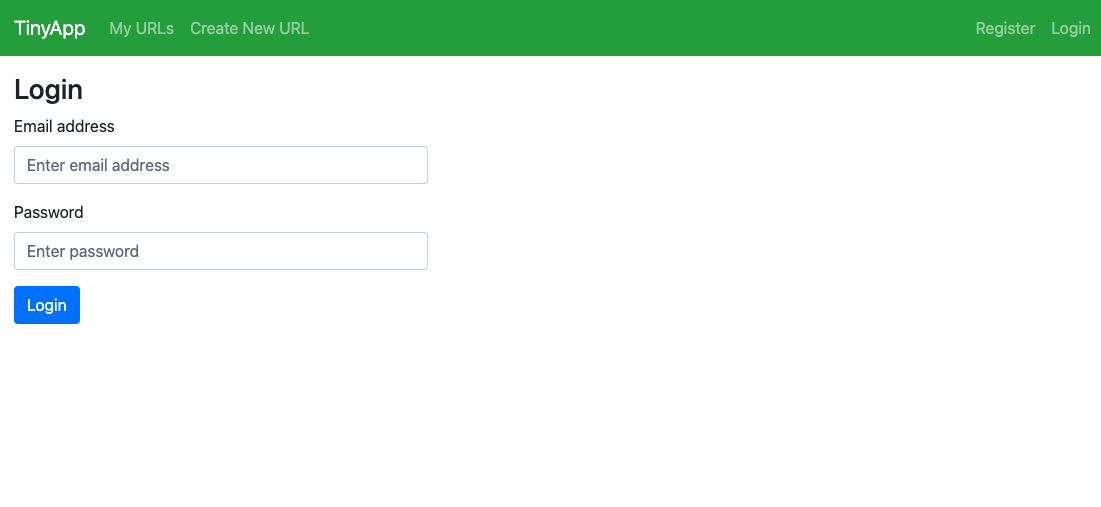 TinyApp My URLs Create New URL Register Login
Login
Email address
Enter email address
Password
Enter password
Login